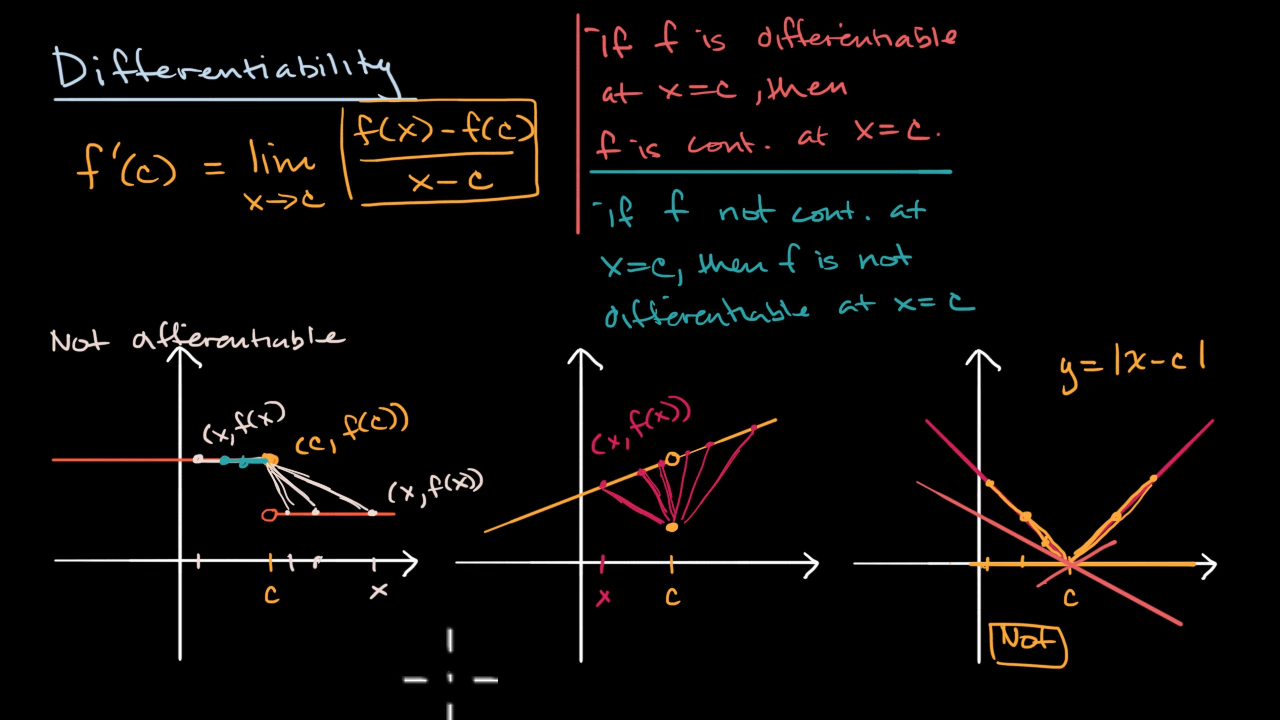 Differentiability
f'(c) = lim x→c (f(x) - f(c)) / (x - c)
If f is differentiable
at x=c, then
f is cont. at x=c.
If f not cont. at
x=c, then f is not
differentiable at x=c
Not differentiable
(x, f(x))
(c, f(c))
(x, f(x))
c
x
(x, f(x))
x
c
y = |x-c|
c
Not